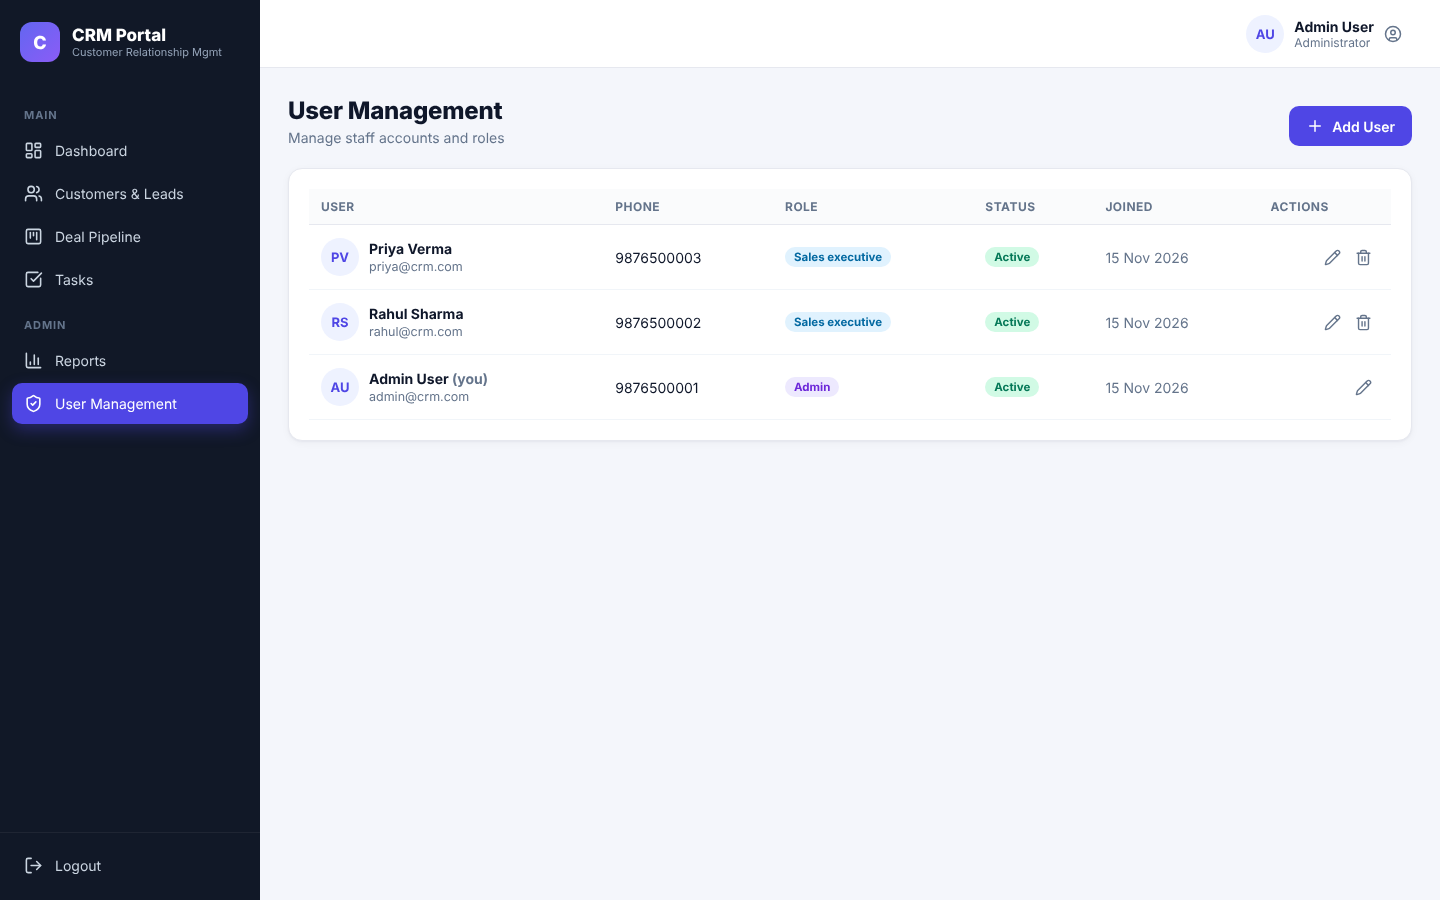 C
CRM Portal
Customer Relationship Mgmt
MAIN
Dashboard
Customers & Leads
Deal Pipeline
Tasks
ADMIN
Reports
User Management
Logout
AU
Admin User
Administrator
User Management
Manage staff accounts and roles
Add User
USER PHONE ROLE STATUS JOINED ACTIONS
PV Priya Verma
priya@crm.com
9876500003 Sales executive Active 15 Nov 2026
RS Rahul Sharma
rahul@crm.com
9876500002 Sales executive Active 15 Nov 2026
AU Admin User (you)
admin@crm.com
9876500001 Admin Active 15 Nov 2026